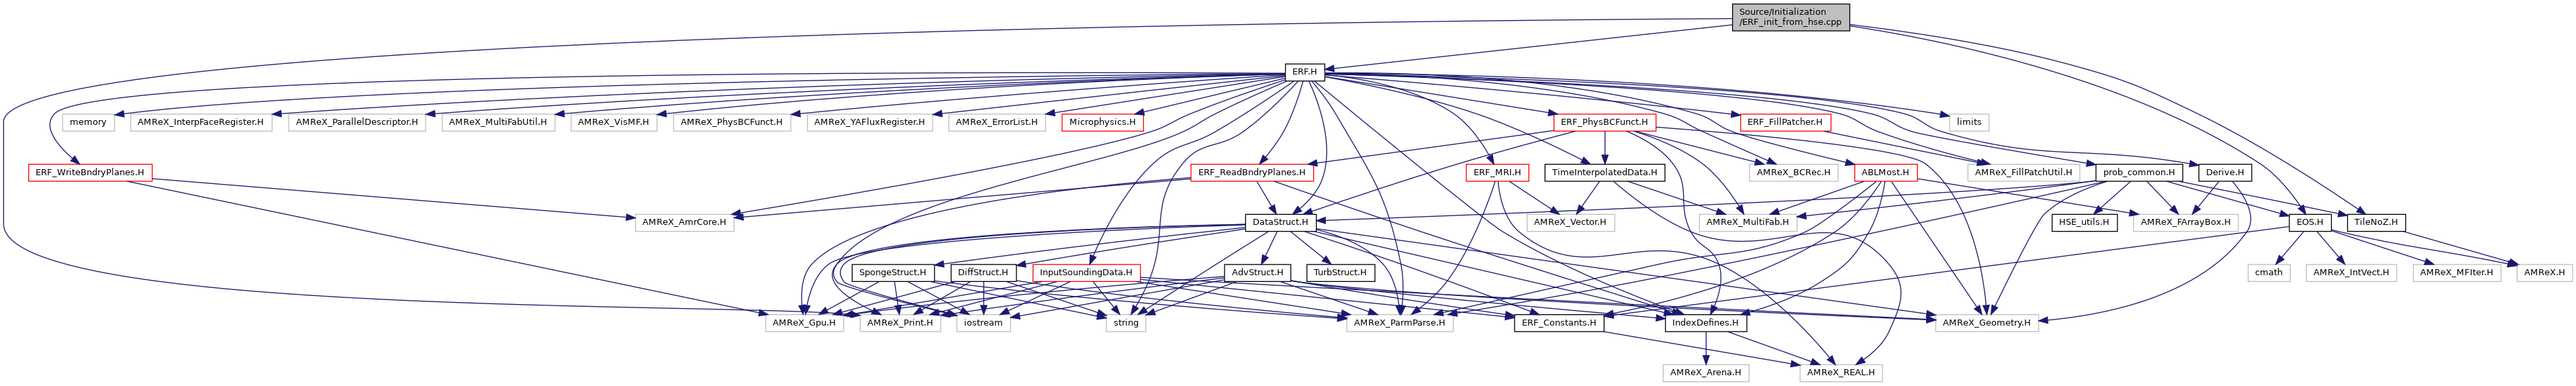 Source/Initialization
/ERF_init_from_hse.cpp
ERF.H
memory
AMReX_InterpFaceRegister.H
AMReX_ParallelDescriptor.H
AMReX_MultiFabUtil.H
AMReX_VisMF.H
AMReX_PhysBCFunct.H
AMReX_YAFluxRegister.H
AMReX_ErrorList.H
Microphysics.H
ERF_PhysBCFunct.H
ERF_FillPatcher.H
limits
ERF_WriteBndryPlanes.H
ERF_ReadBndryPlanes.H
ERF_MRI.H
TimeInterpolatedData.H
AMReX_BCRec.H
ABLMost.H
AMReX_FillPatchUtil.H
prob_common.H
Derive.H
AMReX_AmrCore.H
DataStruct.H
AMReX_Vector.H
AMReX_MultiFab.H
HSE_utils.H
AMReX_FArrayBox.H
EOS.H
TileNoZ.H
SpongeStruct.H
DiffStruct.H
InputSoundingData.H
AdvStruct.H
TurbStruct.H
cmath
AMReX_IntVect.H
AMReX_MFIter.H
AMReX.H
AMReX_Gpu.H
AMReX_Print.H
iostream
string
AMReX_ParmParse.H
ERF_Constants.H
IndexDefines.H
AMReX_Geometry.H
AMReX_Arena.H
AMReX_REAL.H